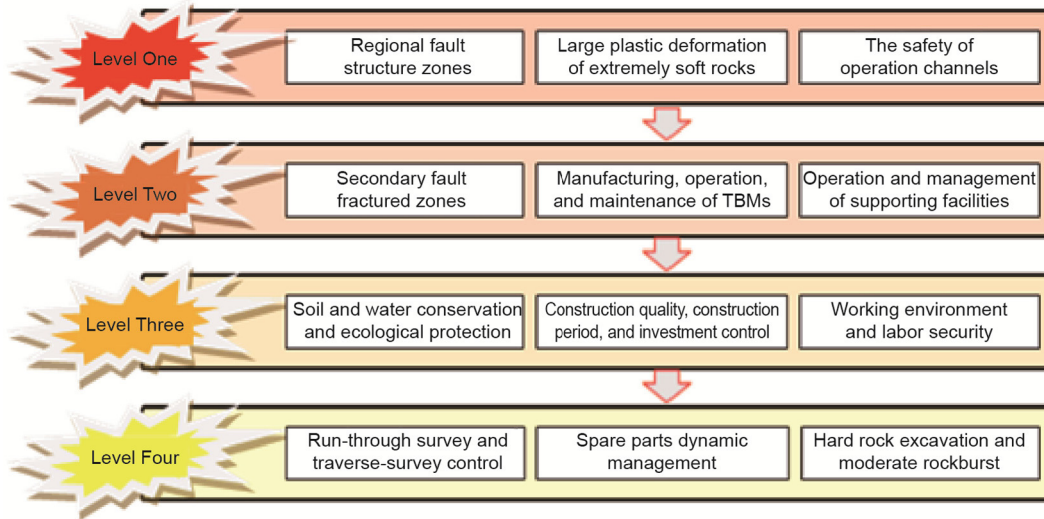 Level One
Regional fault
structure zones
Large plastic deformation
of extremely soft rocks
The safety of
operation channels
Level Two
Secondary fault
fractured zones
Manufacturing, operation,
and maintenance of TBMs
Operation and management
of supporting facilities
Level Three
Soil and water conservation
and ecological protection
Construction quality, construction
period, and investment control
Working environment
and labor security
Level Four
Run-through survey and
traverse-survey control
Spare parts dynamic
management
Hard rock excavation and
moderate rockburst